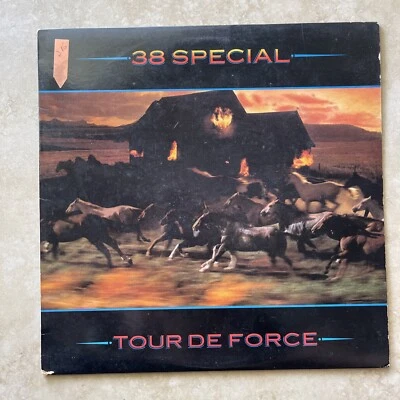 38 SPECIAL
TOUR DE FORCE